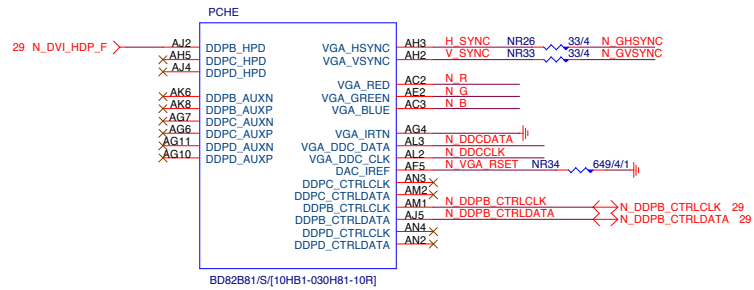 PCHE
29 N_DVI_HDP_F AJ2 DDPB_HPD VGA_HSYNC AH3 H_SYNC NR26 33/4 N_GHSYNC
AH5 DDPC_HPD VGA_VSYNC AH2 V_SYNC NR33 33/4 N_GVSYNC
AJ4 DDPD_HPD
VGA_RED AC2 N_R
AK6 DDPB_AUXN VGA_GREEN AE2 N_G
AK8 DDPB_AUXP VGA_BLUE AC3 N_B
AG7 DDPC_AUXN
AG6 DDPC_AUXP VGA_IRTN AG4
AG11 DDPD_AUXN VGA_DDC_DATA AL3 N_DDCDATA
AG10 DDPD_AUXP VGA_DDC_CLK AL2 N_DDCCLK
DAC_IREF AF5 N_VGA_RSET NR34 649/4/1
DDPC_CTRLCLK AN3
DDPC_CTRLDATA AM2
DDPB_CTRLCLK AM1 N_DDPB_CTRLCLK N_DDPB_CTRLCLK 29
DDPB_CTRLDATA AJ5 N_DDPB_CTRLDATA N_DDPB_CTRLDATA 29
DDPD_CTRLCLK AN4
DDPD_CTRLDATA AN2
BD82B81/S/[10HB1-030H81-10R]